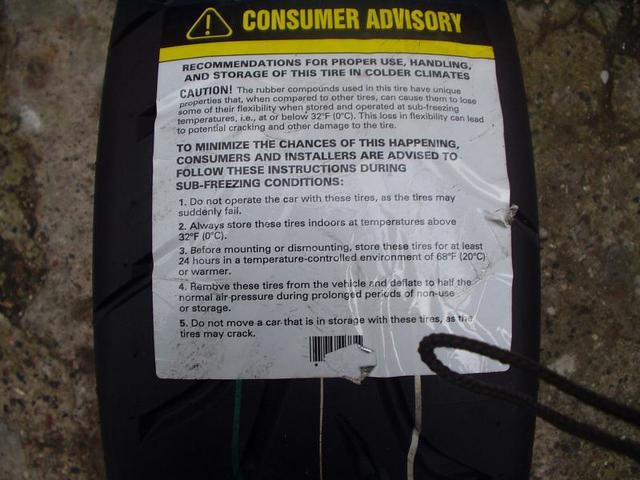 CONSUMER ADVISORY
RECOMMENDATIONS FOR PROPER USE, HANDLING,
AND STORAGE OF THIS TIRE IN COLDER CLIMATES
CAUTION! The rubber compounds used in this tire have unique
properties that, when compared to other tires, can cause them to lose
some of their flexibility when stored and operated at sub-freezing
temperatures, i.e., at or below 32°F (0°C). This loss in flexibility can lead
to potential cracking and other damage to the tire.
TO MINIMIZE THE CHANCES OF THIS HAPPENING,
CONSUMERS AND INSTALLERS ARE ADVISED TO
FOLLOW THESE INSTRUCTIONS DURING
SUB-FREEZING CONDITIONS:
1. Do not operate the car with these tires, as the tires may
suddenly fail.
2. Always store these tires indoors at temperatures above
32°F (0°C).
3. Before mounting or dismounting, store these tires for at least
24 hours in a temperature-controlled environment of 68°F (20°C)
or warmer.
4. Remove these tires from the vehicle and deflate to half the
normal air pressure during prolonged periods of non-use
or storage.
5. Do not move a car that is in storage with these tires, as the
tires may crack.